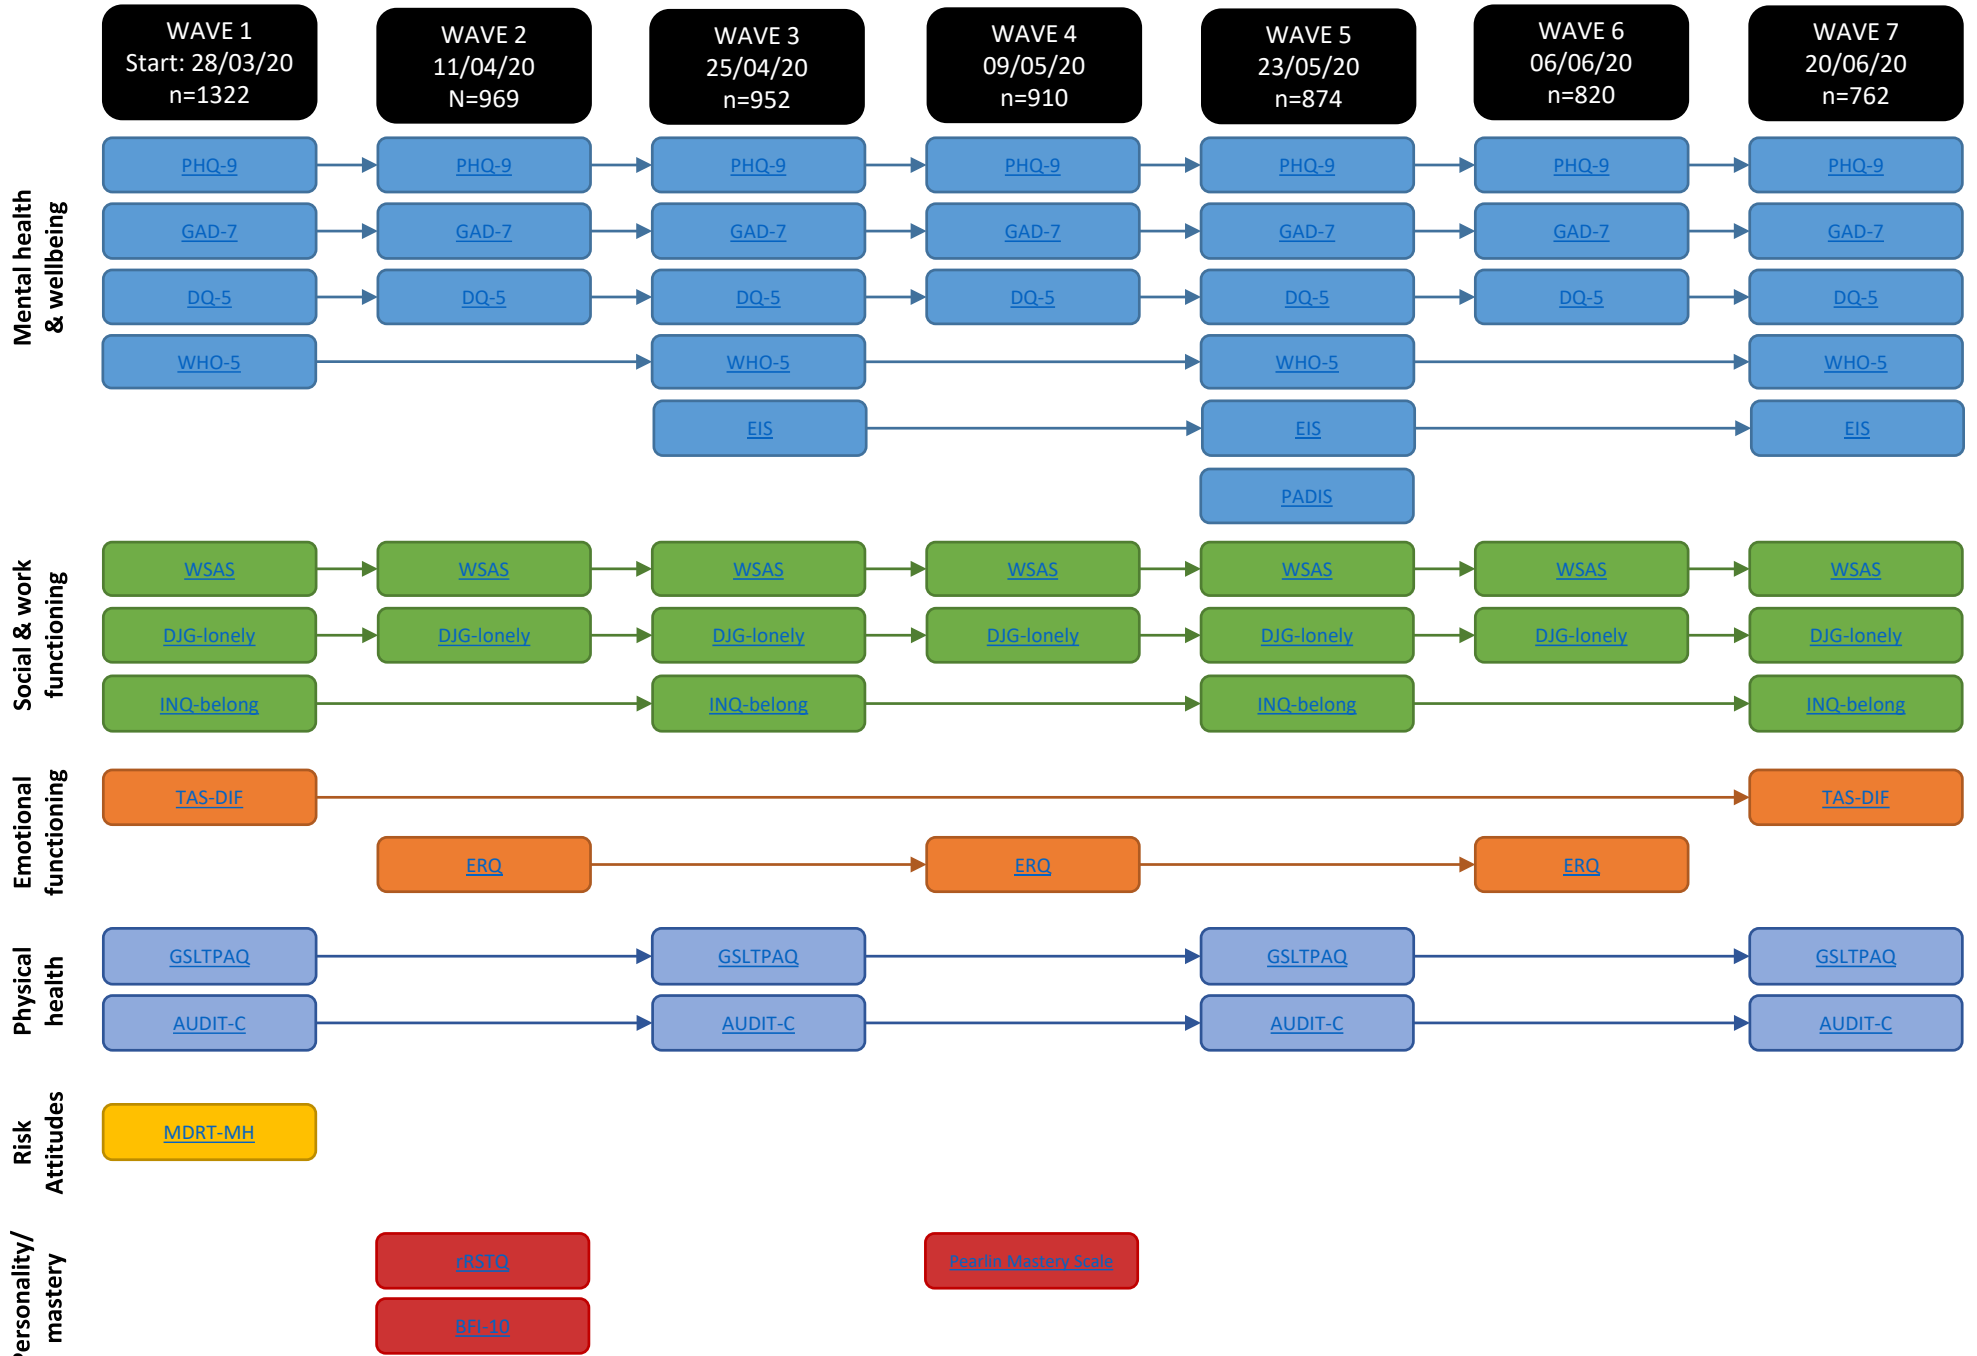 WAVE 1
Start: 28/03/20
n=1322
WAVE 2
11/04/20
N=969
WAVE 3
25/04/20
n=952
WAVE 4
09/05/20
n=910
WAVE 5
23/05/20
n=874
WAVE 6
06/06/20
n=820
WAVE 7
20/06/20
n=762
Mental health
& wellbeing
PHQ-9 PHQ-9 PHQ-9 PHQ-9 PHQ-9 PHQ-9 PHQ-9
GAD-7 GAD-7 GAD-7 GAD-7 GAD-7 GAD-7 GAD-7
DQ-5 DQ-5 DQ-5 DQ-5 DQ-5 DQ-5 DQ-5
WHO-5 WHO-5 WHO-5 WHO-5
EIS EIS EIS
PADIS
Social & work
functioning
WSAS WSAS WSAS WSAS WSAS WSAS WSAS
DJG-lonely DJG-lonely DJG-lonely DJG-lonely DJG-lonely DJG-lonely DJG-lonely
INQ-belong INQ-belong INQ-belong INQ-belong
Emotional
functioning
TAS-DIF TAS-DIF
ERQ ERQ ERQ
Physical
health
GSLTPAQ GSLTPAQ GSLTPAQ GSLTPAQ
AUDIT-C AUDIT-C AUDIT-C AUDIT-C
Risk
Attitudes
MDRT-MH
Personality/
mastery
rRSTQ Pearlin Mastery Scale
BFI-10